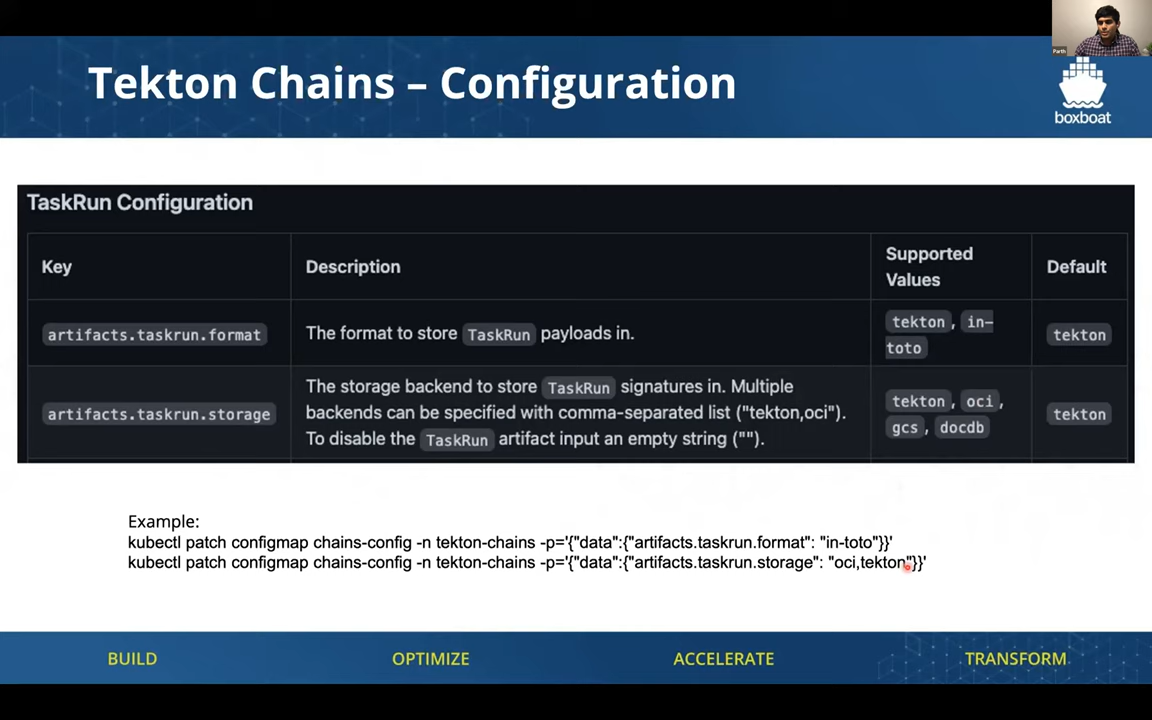 Parth
Tekton Chains – Configuration
boxboat
TaskRun Configuration
Key
Description
Supported
Values
Default
artifacts.taskrun.format
The format to store TaskRun payloads in.
tekton, in-
toto
tekton
artifacts.taskrun.storage
The storage backend to store TaskRun signatures in. Multiple
backends can be specified with comma-separated list ("tekton,oci").
To disable the TaskRun artifact input an empty string ("").
tekton, oci,
gcs, docdb
tekton
Example:
kubectl patch configmap chains-config -n tekton-chains -p='{"data":{"artifacts.taskrun.format": "in-toto"}}'
kubectl patch configmap chains-config -n tekton-chains -p='{"data":{"artifacts.taskrun.storage": "oci,tekton"}}'
BUILD
OPTIMIZE
ACCELERATE
TRANSFORM